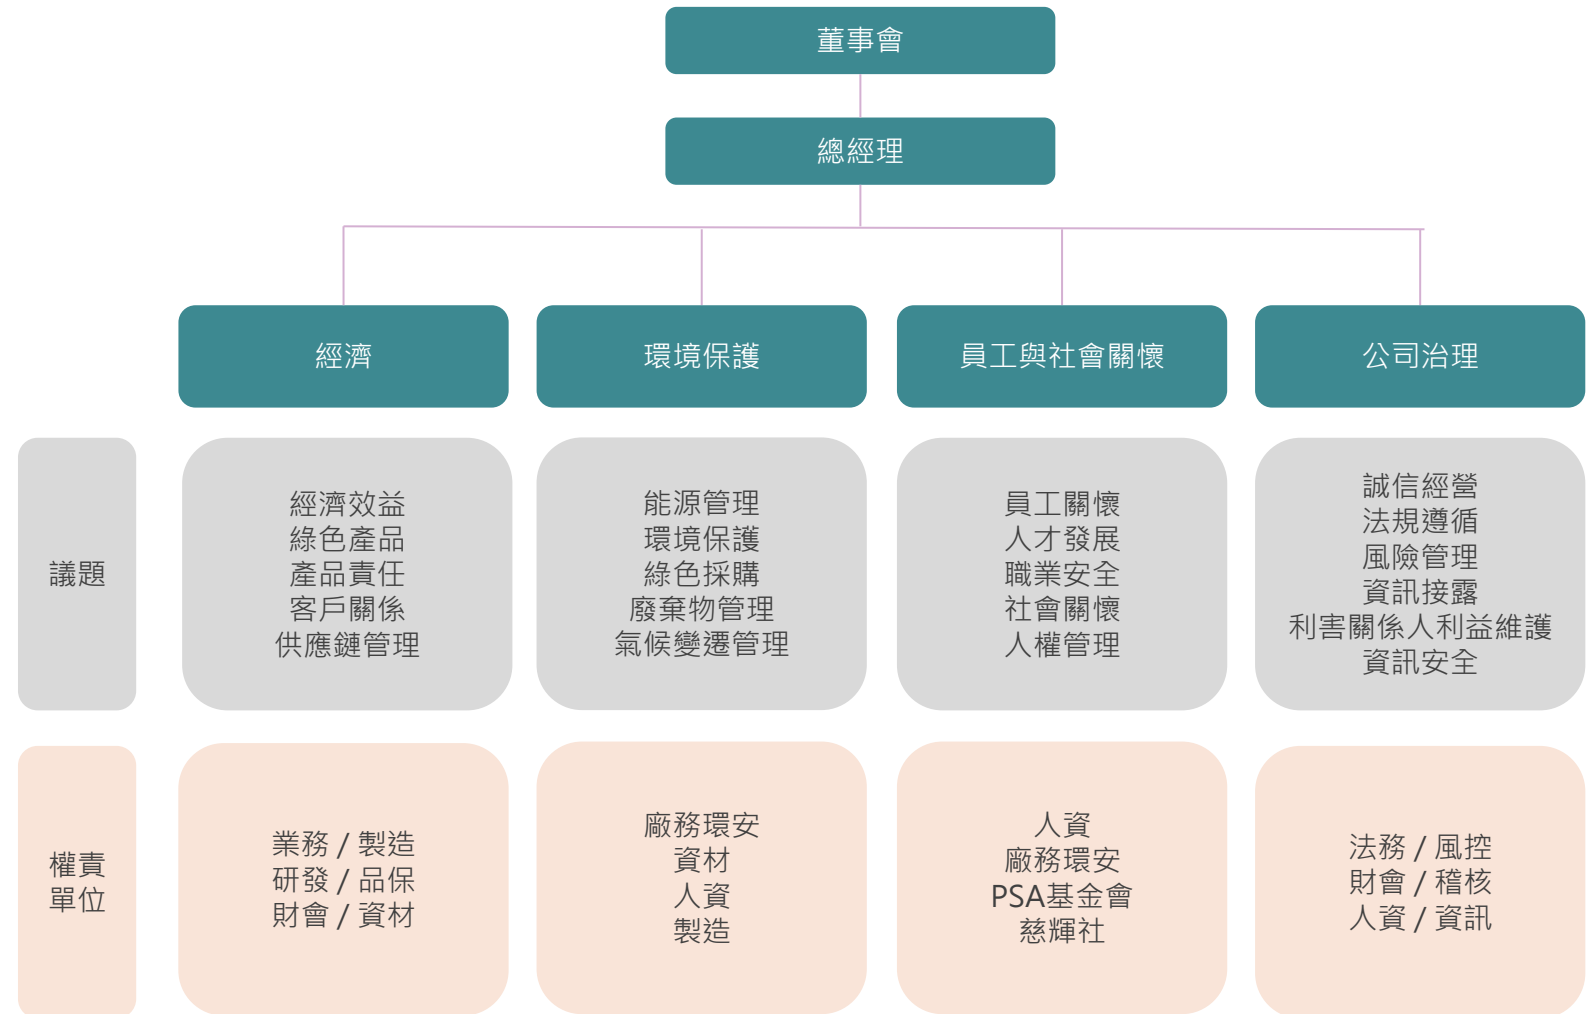 董事會
總經理
經濟
環境保護
員工與社會關懷
公司治理
議題
經濟效益
綠色產品
產品責任
客戶關係
供應鏈管理
能源管理
環境保護
綠色採購
廢棄物管理
氣候變遷管理
員工關懷
人才發展
職業安全
社會關懷
人權管理
誠信經營
法規遵循
風險管理
資訊接露
利害關係人利益維護
資訊安全
權責
單位
業務 / 製造
研發 / 品保
財會 / 資材
廠務環安
資材
人資
製造
人資
廠務環安
PSA基金會
慈輝社
法務 / 風控
財會 / 稽核
人資 / 資訊